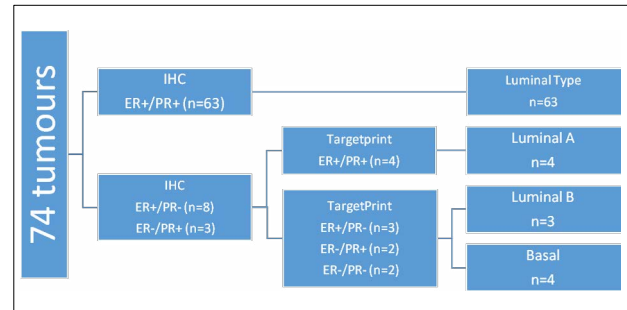 74 tumours
IHC
ER+/PR+ (n=63)
Luminal Type
n=63
IHC
ER+/PR- (n=8)
ER-/PR+ (n=3)
Targetprint
ER+/PR+ (n=4)
Luminal A
n=4
TargetPrint
ER+/PR- (n=3)
ER-/PR+ (n=2)
ER-/PR- (n=2)
Luminal B
n=3
Basal
n=4